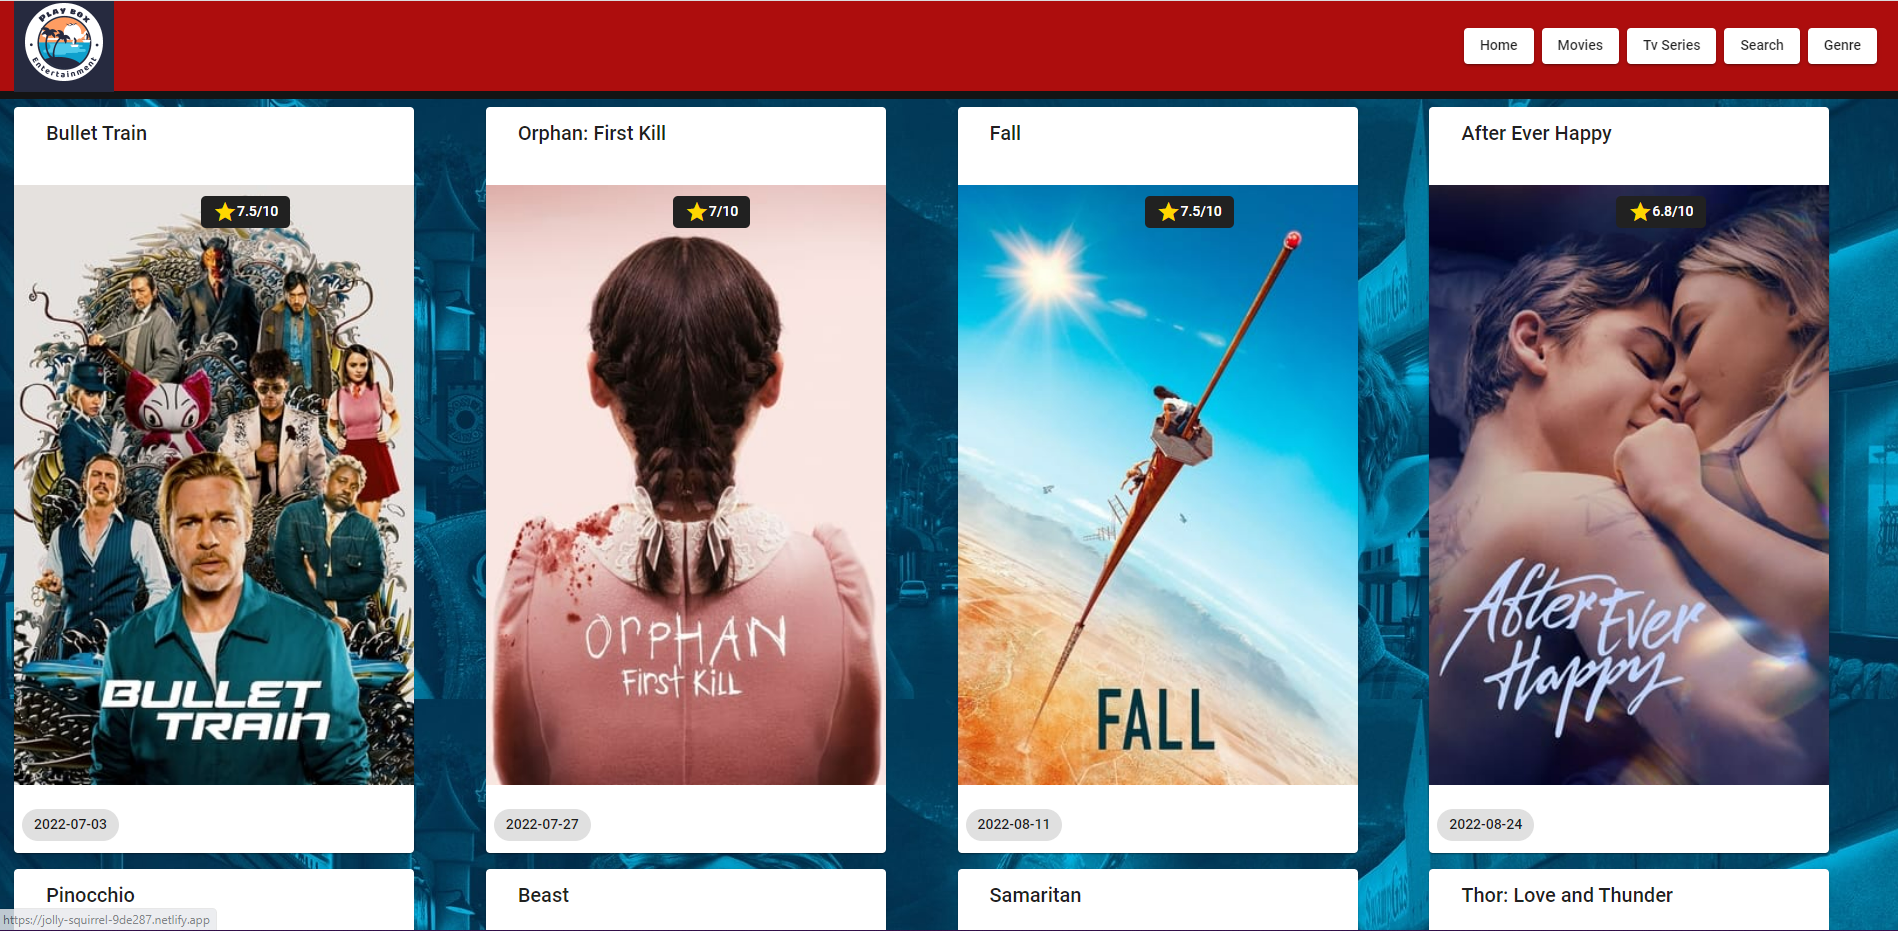 PLAY BOX
Entertainment
Home
Movies
Tv Series
Search
Genre
Bullet Train
Orphan: First Kill
Fall
After Ever Happy
7.5/10
7/10
7.5/10
6.8/10
BULLET
TRAIN
ORPHAN
First Kill
FALL
After Ever
Happy
2022-07-03
2022-07-27
2022-08-11
2022-08-24
Pinocchio
Beast
Samaritan
Thor: Love and Thunder
https://jolly-squirrel-9de287.netlify.app